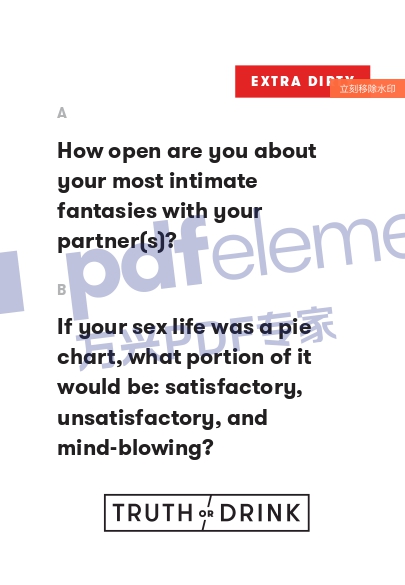 EXTRA DIRTY
立刻移除水印
A
How open are you about
your most intimate
fantasies with your
partner(s)?
pdfeleme
B
If your sex life was a pie
chart, what portion of it
would be: satisfactory,
unsatisfactory, and
mind-blowing?
万兴PDF专家
TRUTH OR DRINK